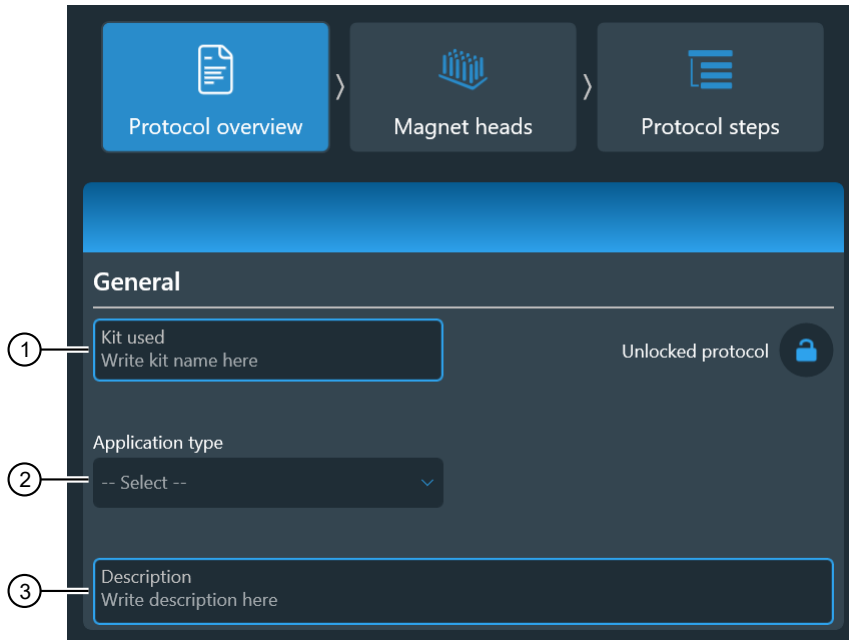 Protocol overview
Magnet heads
Protocol steps
General
1
Kit used
Write kit name here
Unlocked protocol
Application type
2
-- Select --
3
Description
Write description here